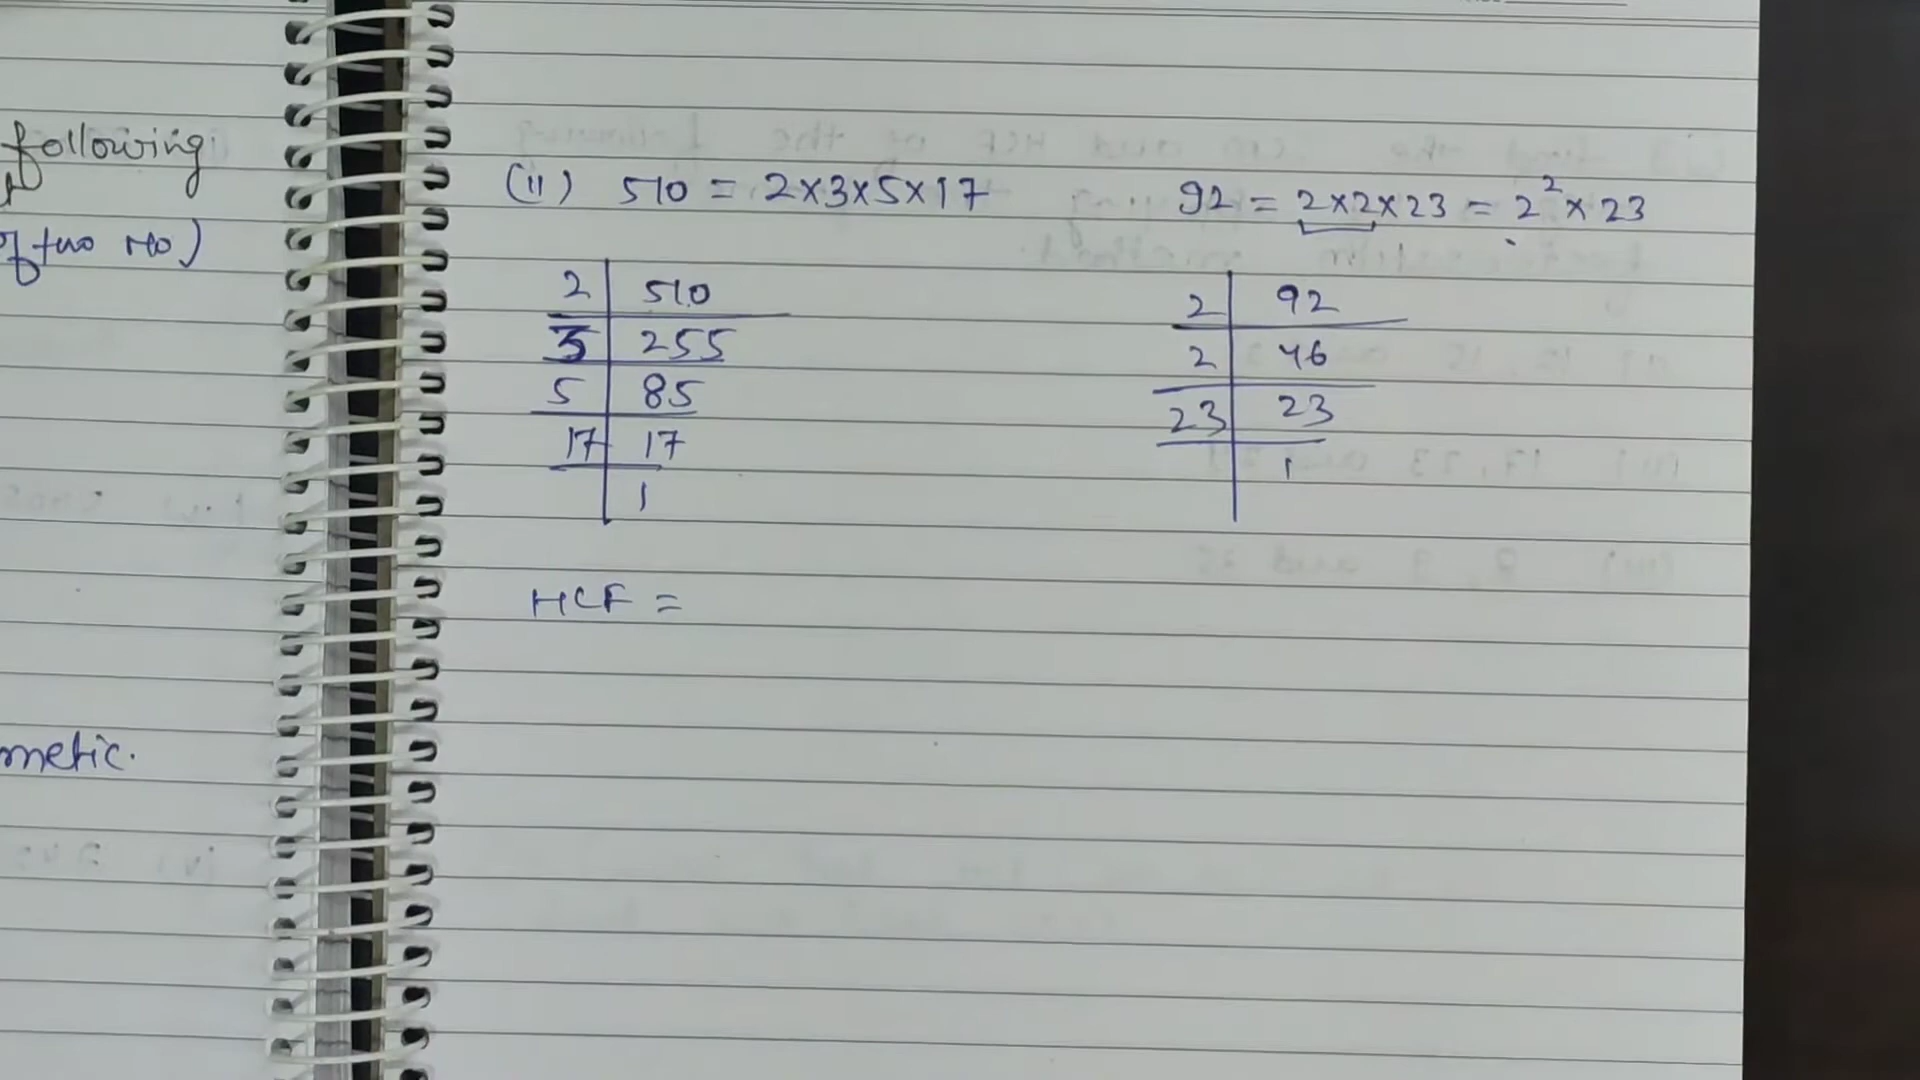 following
of two no)
metic.
(ii) 510 = 2×3×5×17
92 = 2×2×23 = 2² × 23
2 | 510
3 | 255
5 | 85
17 | 17
1
2 | 92
2 | 46
23 | 23
1
HCF =